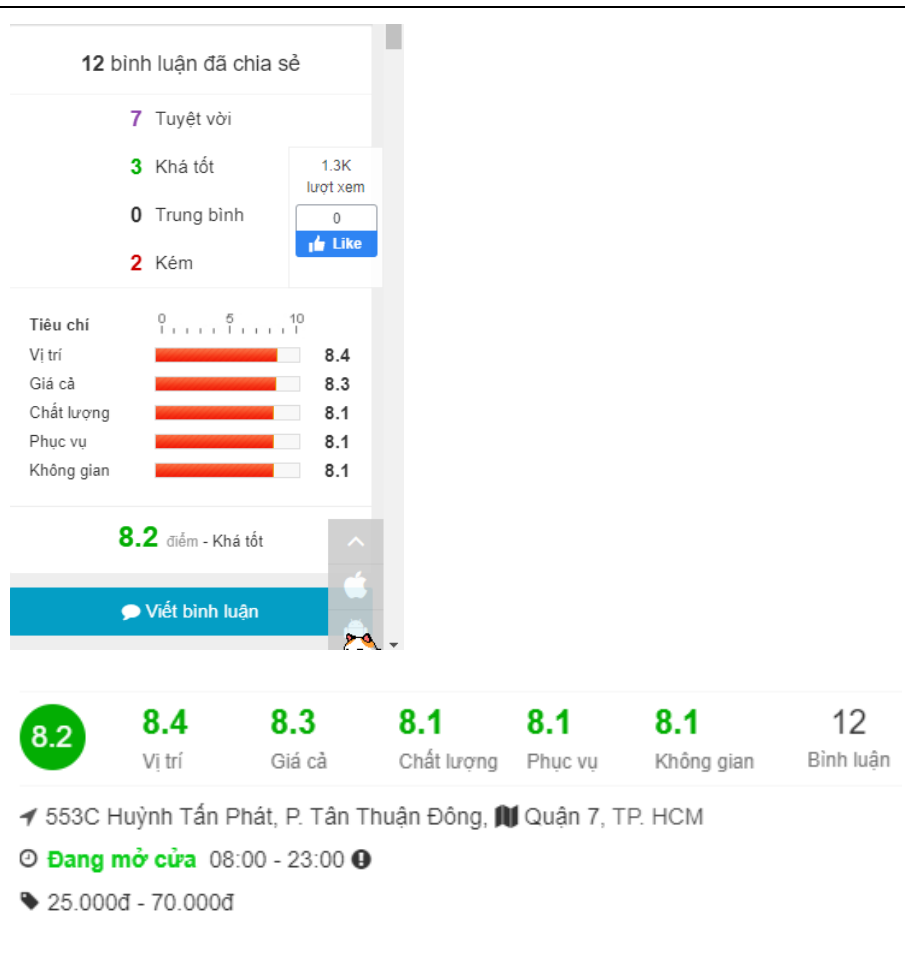 12 bình luận đã chia sẻ
7 Tuyệt vời
3 Khá tốt
0 Trung bình
2 Kém
1.3K
lượt xem
0
Like
Tiêu chí 0 5 10
Vị trí 8.4
Giá cả 8.3
Chất lượng 8.1
Phục vụ 8.1
Không gian 8.1
8.2 điểm - Khá tốt
Viết bình luận
8.2 8.4 8.3 8.1 8.1 8.1 12
Vị trí Giá cả Chất lượng Phục vụ Không gian Bình luận
553C Huỳnh Tấn Phát, P. Tân Thuận Đông, Quận 7, TP. HCM
Đang mở cửa 08:00 - 23:00
25.000đ - 70.000đ